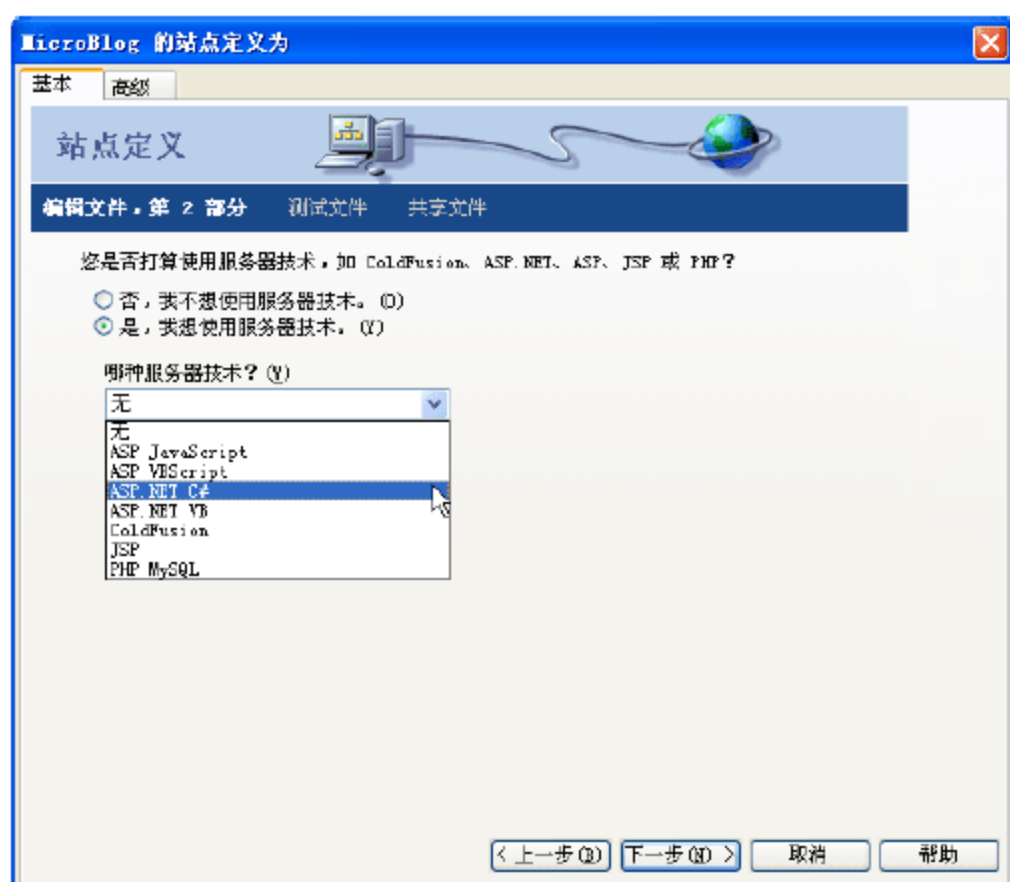 MicroBlog 的站点定义为
基本 高级
站点定义
编辑文件，第 2 部分 测试文件 共享文件
您是否打算使用服务器技术，如 ColdFusion、ASP.NET、ASP、JSP 或 PHP？
否，我不想使用服务器技术。(O)
是，我想使用服务器技术。(Y)
哪种服务器技术？(V)
无
无
ASP JavaScript
ASP VBScript
ASP.NET C#
ASP.NET VB
ColdFusion
JSP
PHP MySQL
< 上一步(B) 下一步(N) > 取消 帮助